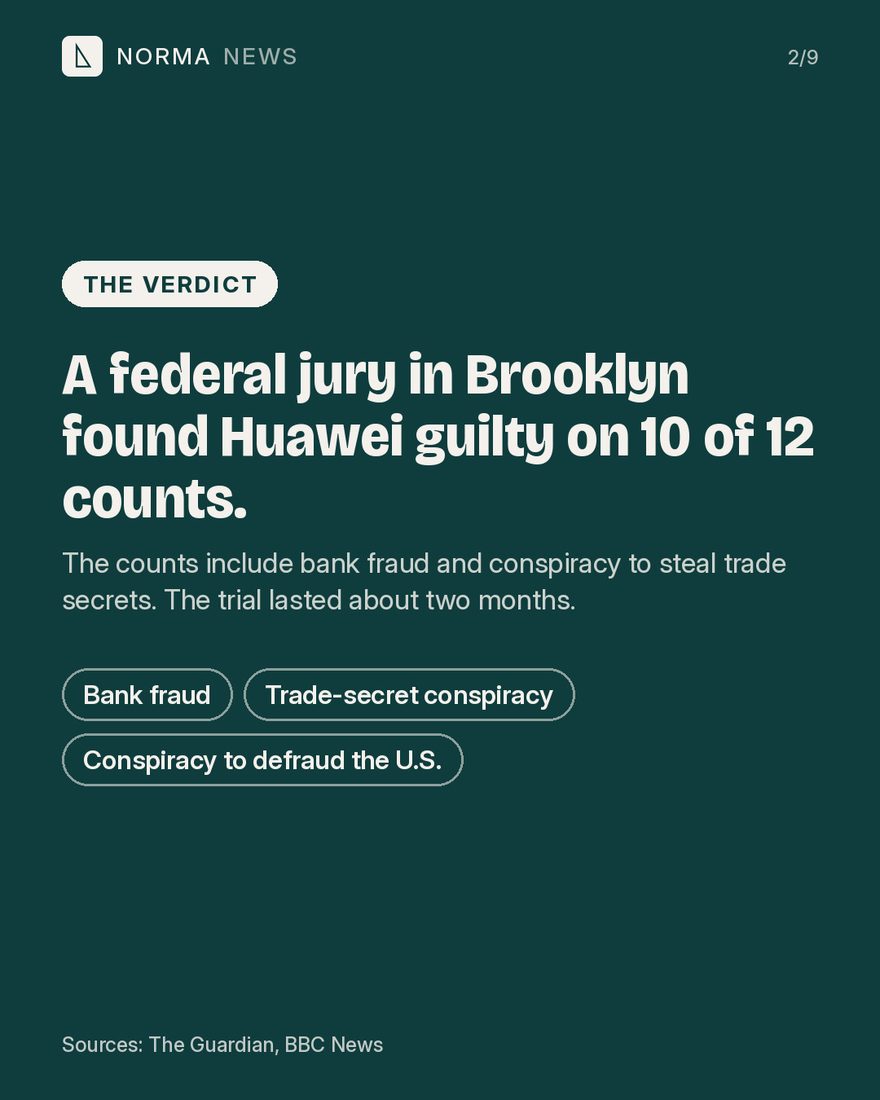 NORMA NEWS
2/9
THE VERDICT
A federal jury in Brooklyn
found Huawei guilty on 10 of 12
counts.
The counts include bank fraud and conspiracy to steal trade
secrets. The trial lasted about two months.
Bank fraud
Trade-secret conspiracy
Conspiracy to defraud the U.S.
Sources: The Guardian, BBC News